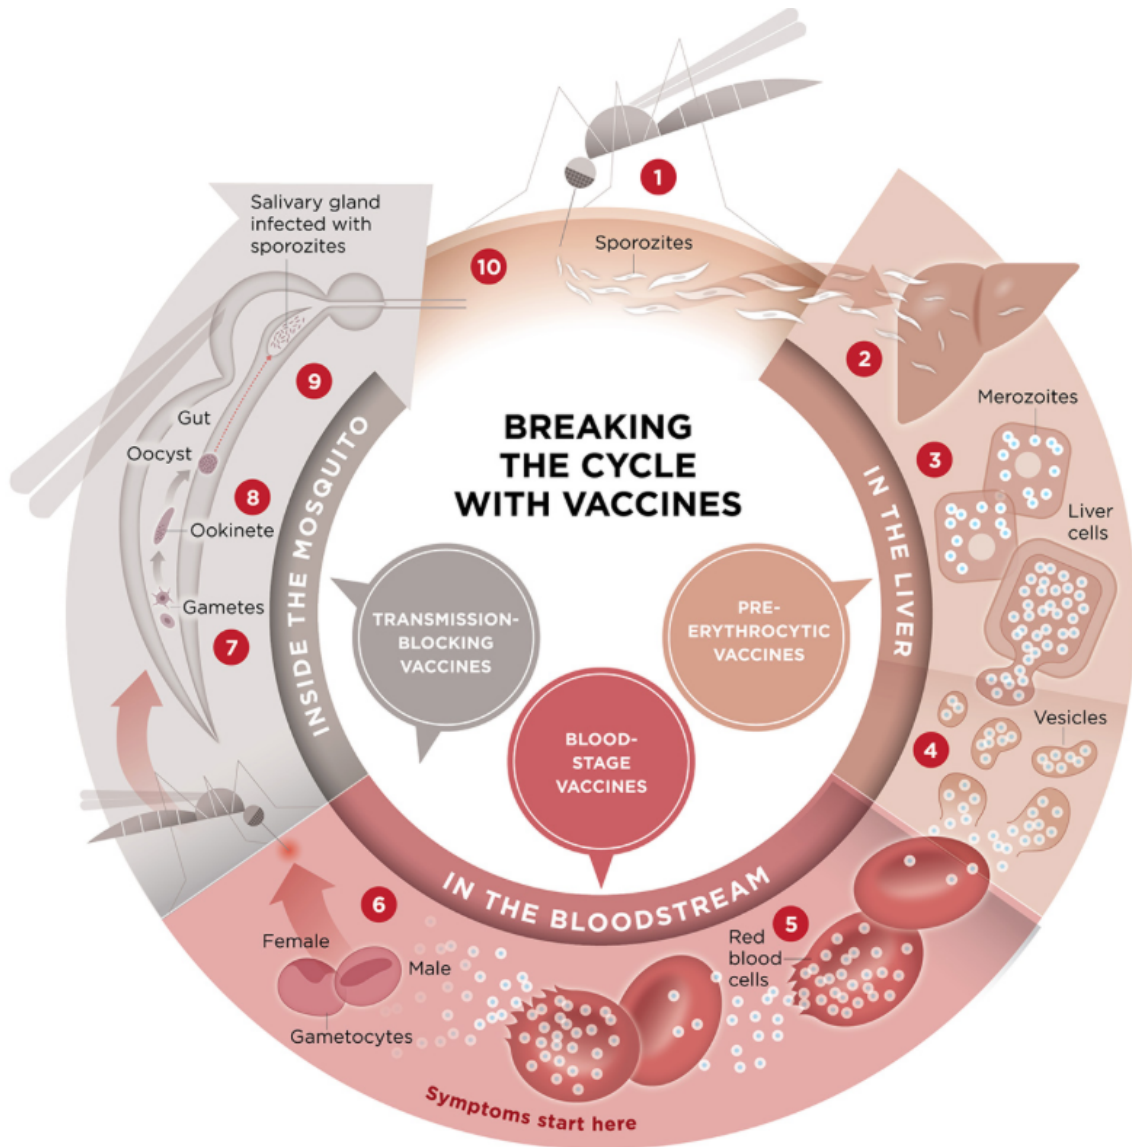 1
Salivary gland
infected with
sporozites
10
Sporozites
2
9
Merozoites
3
Gut
Oocyst
BREAKING
THE CYCLE
WITH VACCINES
IN THE LIVER
INSIDE THE MOSQUITO
8
Liver
cells
Ookinete
Gametes
7
TRANSMISSION-
BLOCKING
VACCINES
PRE-
ERYTHROCYTIC
VACCINES
BLOOD-
STAGE
VACCINES
Vesicles
4
IN THE BLOODSTREAM
6
5
Red
blood
cells
Female
Male
Gametocytes
Symptoms start here